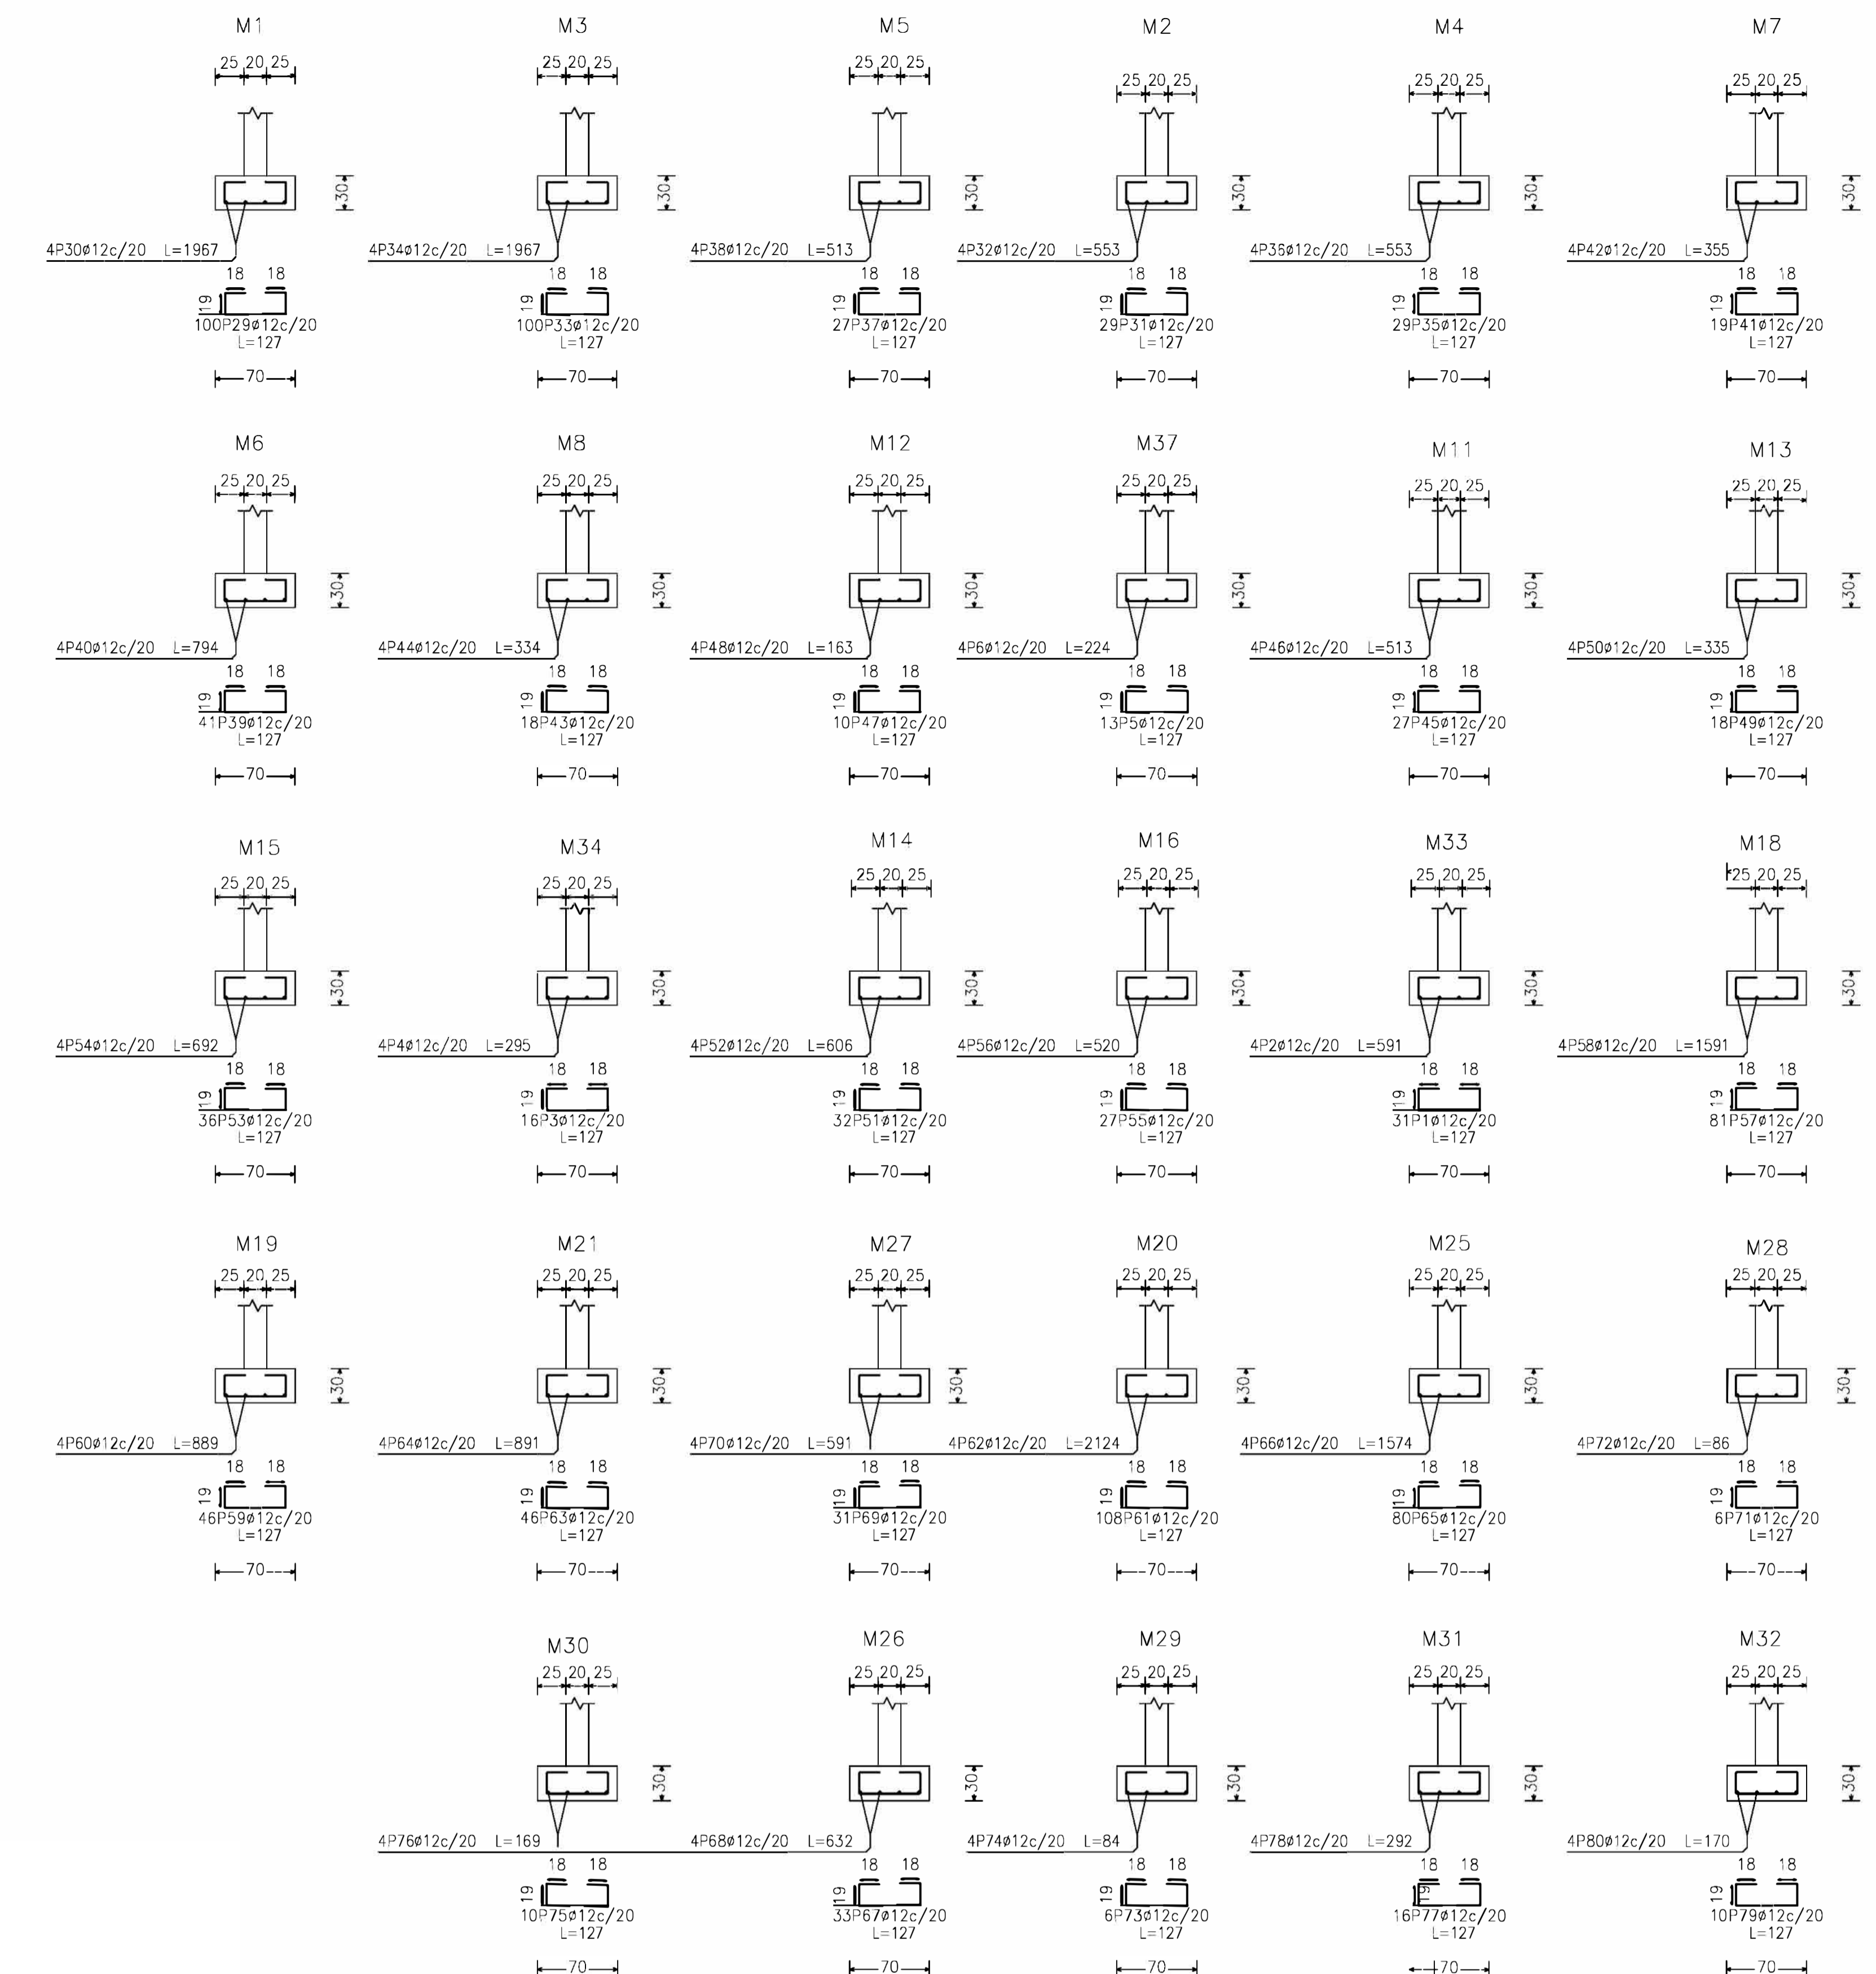 M1 M3 M5 M2 M4 M7
25 20 25 25 20 25 25 20 25 25 20 25 25 20 25 25 20 25
30 30 30 30 30 30
4P30ø12c/20 L=1967 4P34ø12c/20 L=1967 4P38ø12c/20 L=513 4P32ø12c/20 L=553 4P36ø12c/20 L=553 4P42ø12c/20 L=355
18 18 18 18 18 18 18 18 18 18 18 18
19 19 19 19 19 19
100P29ø12c/20 100P33ø12c/20 27P37ø12c/20 29P31ø12c/20 29P35ø12c/20 19P41ø12c/20
L=127 L=127 L=127 L=127 L=127 L=127
70 70 70 70 70 70
M6 M8 M12 M37 M11 M13
25 20 25 25 20 25 25 20 25 25 20 25 25 20 25 25 20 25
30 30 30 30 30 30
4P40ø12c/20 L=794 4P44ø12c/20 L=334 4P48ø12c/20 L=163 4P6ø12c/20 L=224 4P46ø12c/20 L=513 4P50ø12c/20 L=335
18 18 18 18 18 18 18 18 18 18 18 18
19 19 19 19 19 19
41P39ø12c/20 18P43ø12c/20 10P47ø12c/20 13P5ø12c/20 27P45ø12c/20 18P49ø12c/20
L=127 L=127 L=127 L=127 L=127 L=127
70 70 70 70 70 70
M15 M34 M14 M16 M33 M18
25 20 25 25 20 25 25 20 25 25 20 25 25 20 25 25 20 25
30 30 30 30 30 30
4P54ø12c/20 L=692 4P4ø12c/20 L=295 4P52ø12c/20 L=606 4P56ø12c/20 L=520 4P2ø12c/20 L=591 4P58ø12c/20 L=1591
18 18 18 18 18 18 18 18 18 18 18 18
19 19 19 19 19 19
36P53ø12c/20 16P3ø12c/20 32P51ø12c/20 27P55ø12c/20 31P1ø12c/20 81P57ø12c/20
L=127 L=127 L=127 L=127 L=127 L=127
70 70 70 70 70 70
M19 M21 M27 M20 M25 M28
25 20 25 25 20 25 25 20 25 25 20 25 25 20 25 25 20 25
30 30 30 30 30 30
4P60ø12c/20 L=889 4P64ø12c/20 L=891 4P70ø12c/20 L=591 4P62ø12c/20 L=2124 4P66ø12c/20 L=1574 4P72ø12c/20 L=86
18 18 18 18 18 18 18 18 18 18 18 18
19 19 19 19 19 19
46P59ø12c/20 46P63ø12c/20 31P69ø12c/20 108P61ø12c/20 80P65ø12c/20 6P71ø12c/20
L=127 L=127 L=127 L=127 L=127 L=127
70 70 70 70 70 70
M30 M26 M29 M31 M32
25 20 25 25 20 25 25 20 25 25 20 25 25 20 25
30 30 30 30 30
4P76ø12c/20 L=169 4P68ø12c/20 L=632 4P74ø12c/20 L=84 4P78ø12c/20 L=292 4P80ø12c/20 L=170
18 18 18 18 18 18 18 18 18 18
19 19 19 19 19
10P75ø12c/20 33P67ø12c/20 6P73ø12c/20 16P77ø12c/20 10P79ø12c/20
L=127 L=127 L=127 L=127 L=127
70 70 70 70 70